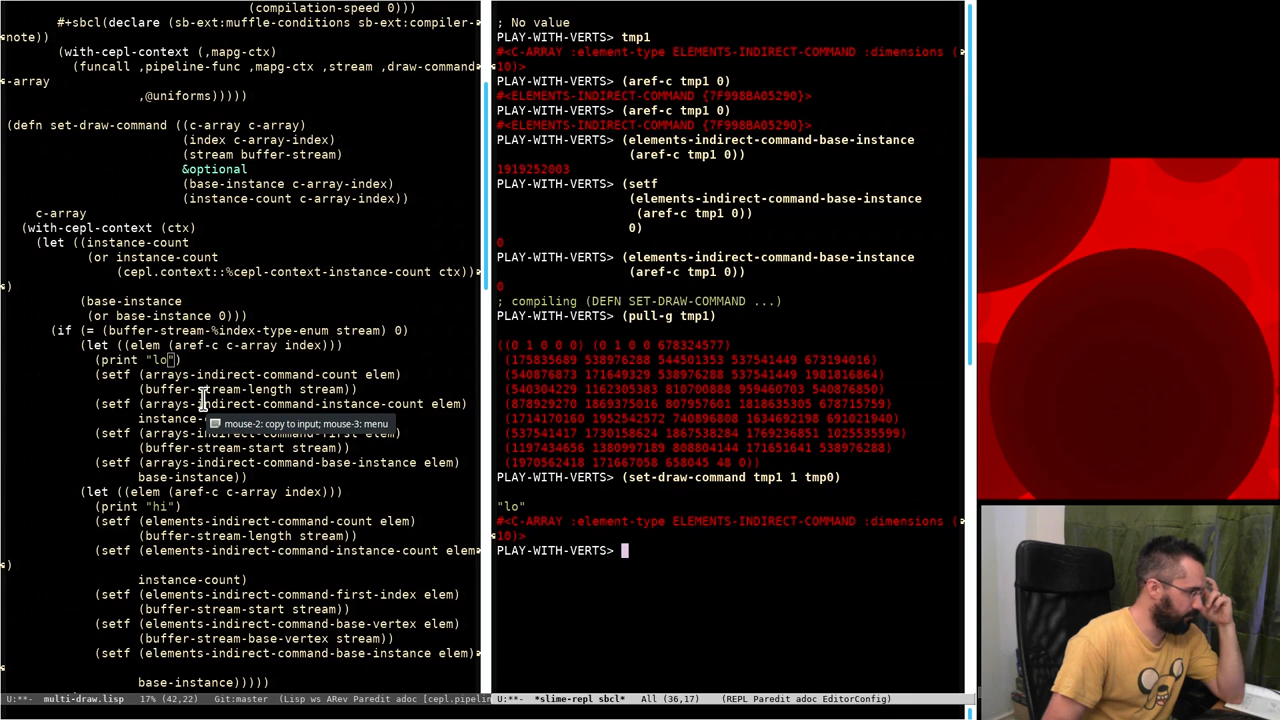 (compilation-speed 0)))
#+sbcl(declare (sb-ext:muffle-conditions sb-ext:compiler-
note))
(with-cepl-context (,mapg-ctx)
(funcall ,pipeline-func ,mapg-ctx ,stream ,draw-command
-array
,@uniforms)))))
(defn set-draw-command ((c-array c-array)
(index c-array-index)
(stream buffer-stream)
&optional
(base-instance c-array-index)
(instance-count c-array-index))
c-array
(with-cepl-context (ctx)
(let ((instance-count
(or instance-count
(cepl.context::%cepl-context-instance-count ctx))
)
(base-instance
(or base-instance 0)))
(if (= (buffer-stream-%index-type-enum stream) 0)
(let ((elem (aref-c c-array index)))
(print "lo")
(setf (arrays-indirect-command-count elem)
(buffer-stream-length stream))
(setf (arrays-indirect-command-instance-count elem)
instance-
(setf (arrays-indirect-command-first elem)
(buffer-stream-start stream))
(setf (arrays-indirect-command-base-instance elem)
base-instance))
(let ((elem (aref-c c-array index)))
(print "hi")
(setf (elements-indirect-command-count elem)
(buffer-stream-length stream))
(setf (elements-indirect-command-instance-count elem
)
instance-count)
(setf (elements-indirect-command-first-index elem)
(buffer-stream-start stream))
(setf (elements-indirect-command-base-vertex elem)
(buffer-stream-base-vertex stream))
(setf (elements-indirect-command-base-instance elem)
base-instance)))))
mouse-2: copy to input; mouse-3: menu
U:**- multi-draw.lisp 17% (42,22) Git:master (Lisp ws ARev Paredit adoc [cepl.pipelin
; No value
PLAY-WITH-VERTS> tmp1
#<C-ARRAY :element-type ELEMENTS-INDIRECT-COMMAND :dimensions (
10)>
PLAY-WITH-VERTS> (aref-c tmp1 0)
#<ELEMENTS-INDIRECT-COMMAND {7F998BA05290}>
PLAY-WITH-VERTS> (aref-c tmp1 0)
#<ELEMENTS-INDIRECT-COMMAND {7F998BA05290}>
PLAY-WITH-VERTS> (elements-indirect-command-base-instance
(aref-c tmp1 0))
1919252003
PLAY-WITH-VERTS> (setf
(elements-indirect-command-base-instance
(aref-c tmp1 0))
0)
0
PLAY-WITH-VERTS> (elements-indirect-command-base-instance
(aref-c tmp1 0))
0
; compiling (DEFN SET-DRAW-COMMAND ...)
PLAY-WITH-VERTS> (pull-g tmp1)
((0 1 0 0 0) (0 1 0 0 678324577)
(175835689 538976288 544501353 537541449 673194016)
(540876873 171649329 538976288 537541449 1981816864)
(540304229 1162305383 810700888 959460703 540876850)
(878929270 1869375016 807957601 1818635305 678715759)
(1714170160 1952542572 740896808 1634692198 691021940)
(537541417 1730158624 1867538284 1769236851 1025535599)
(1197434656 1380997189 808804144 171651641 538976288)
(1970562418 171667058 658045 48 0))
PLAY-WITH-VERTS> (set-draw-command tmp1 1 tmp0)
"lo"
#<C-ARRAY :element-type ELEMENTS-INDIRECT-COMMAND :dimensions (
10)>
PLAY-WITH-VERTS>
U:**- *slime-repl sbcl* All (36,17) (REPL Paredit adoc EditorConfig)